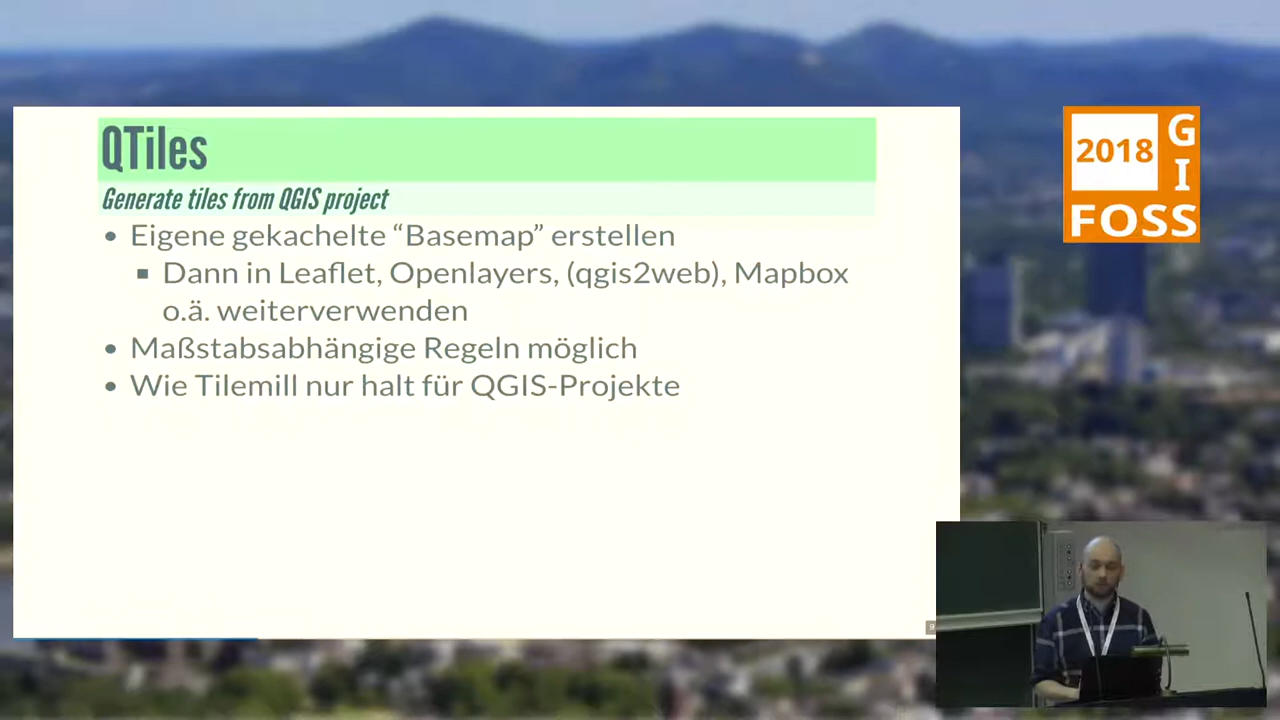 QTiles
Generate tiles from QGIS project
• Eigene gekachelte “Basemap” erstellen
▪ Dann in Leaflet, Openlayers, (qgis2web), Mapbox
o.ä. weiterverwenden
• Maßstabsabhängige Regeln möglich
• Wie Tilemill nur halt für QGIS-Projekte
2018
GI
FOSS